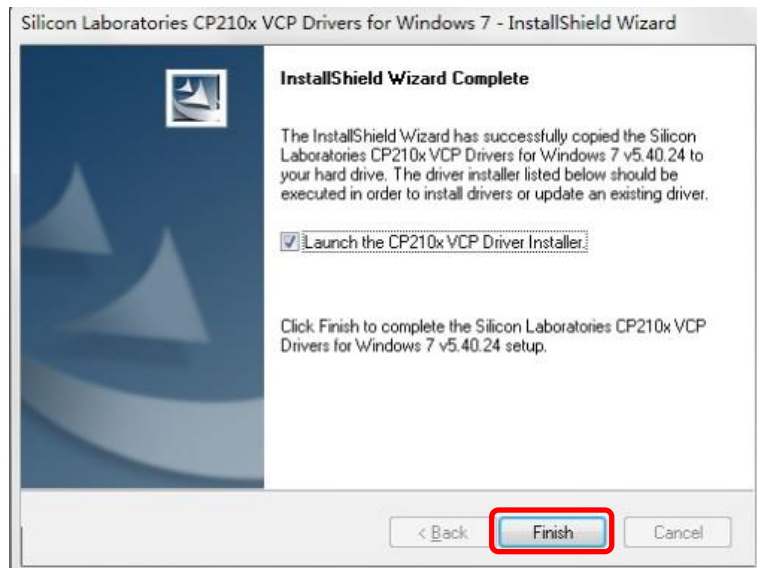 Silicon Laboratories CP210x VCP Drivers for Windows 7 - InstallShield Wizard
InstallShield Wizard Complete
The InstallShield Wizard has successfully copied the Silicon
Laboratories CP210x VCP Drivers for Windows 7 v5.40.24 to
your hard drive. The driver installer listed below should be
executed in order to install drivers or update an existing driver.
Launch the CP210x VCP Driver Installer.
Click Finish to complete the Silicon Laboratories CP210x VCP
Drivers for Windows 7 v5.40.24 setup.
< Back Finish Cancel